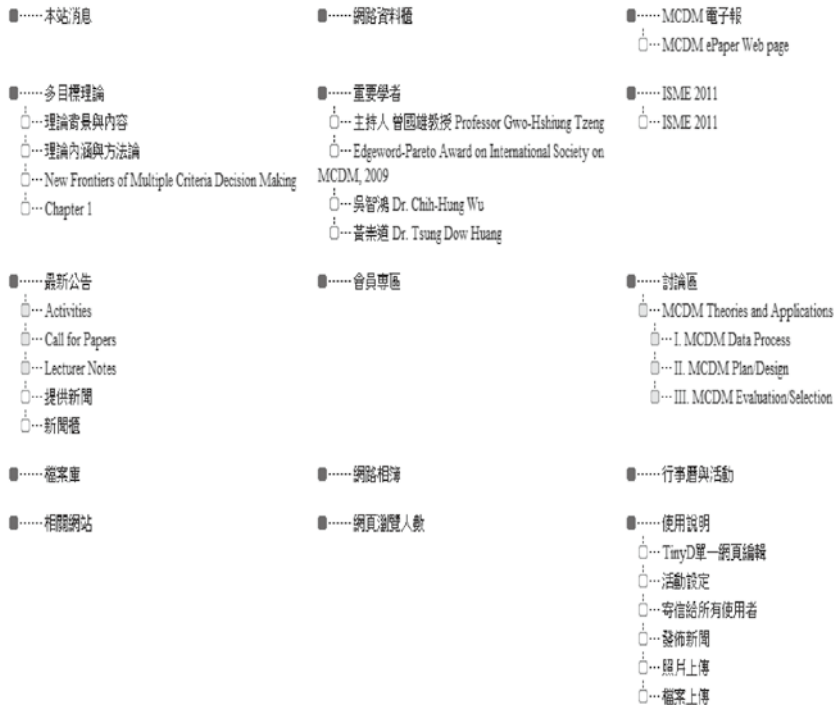 本站消息
多目標理論
理論背景與內容
理論內涵與方法論
New Frontiers of Multiple Criteria Decision Making
Chapter 1
最新公告
Activities
Call for Papers
Lecturer Notes
提供新聞
新聞櫃
檔案庫
相關網站
網路資料櫃
重要學者
主持人 曾國雄教授 Professor Gwo-Hshiung Tzeng
Edgeword-Pareto Award on International Society on
MCDM, 2009
吳智鴻 Dr. Chih-Hung Wu
黃崇道 Dr. Tsung Dow Huang
會員專區
網路相簿
網頁瀏覽人數
MCDM 電子報
MCDM ePaper Web page
ISME 2011
ISME 2011
討論區
MCDM Theories and Applications
I. MCDM Data Process
II. MCDM Plan/Design
III. MCDM Evaluation/Selection
行事曆與活動
使用說明
TinyD單一網頁編輯
活動設定
寄信給所有使用者
發佈新聞
照片上傳
檔案上傳